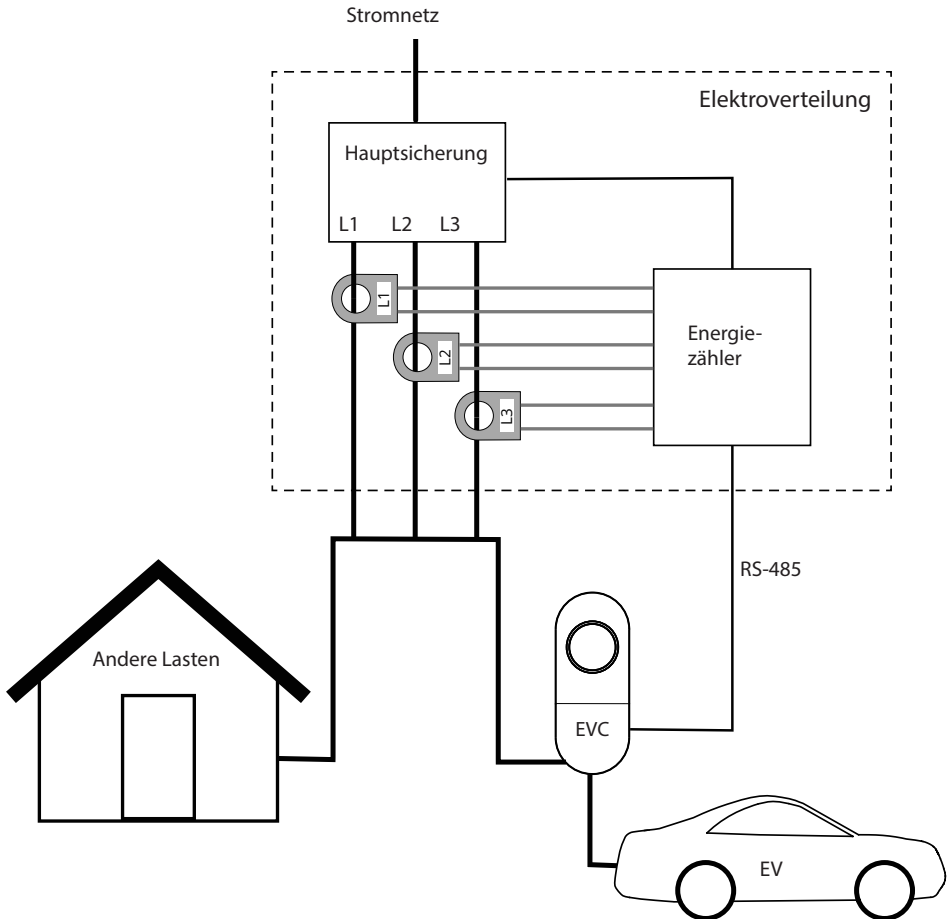 Stromnetz
Elektroverteilung
Hauptsicherung
L1 L2 L3
L1
L2
L3
Energie-
zähler
RS-485
Andere Lasten
EVC
EV